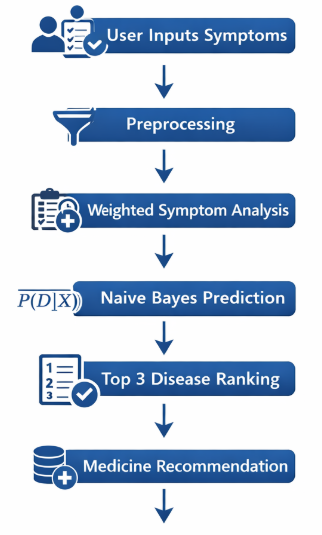 User Inputs Symptoms
Preprocessing
Weighted Symptom Analysis
P(D|X)) Naive Bayes Prediction
1
2
3
Top 3 Disease Ranking
Medicine Recommendation